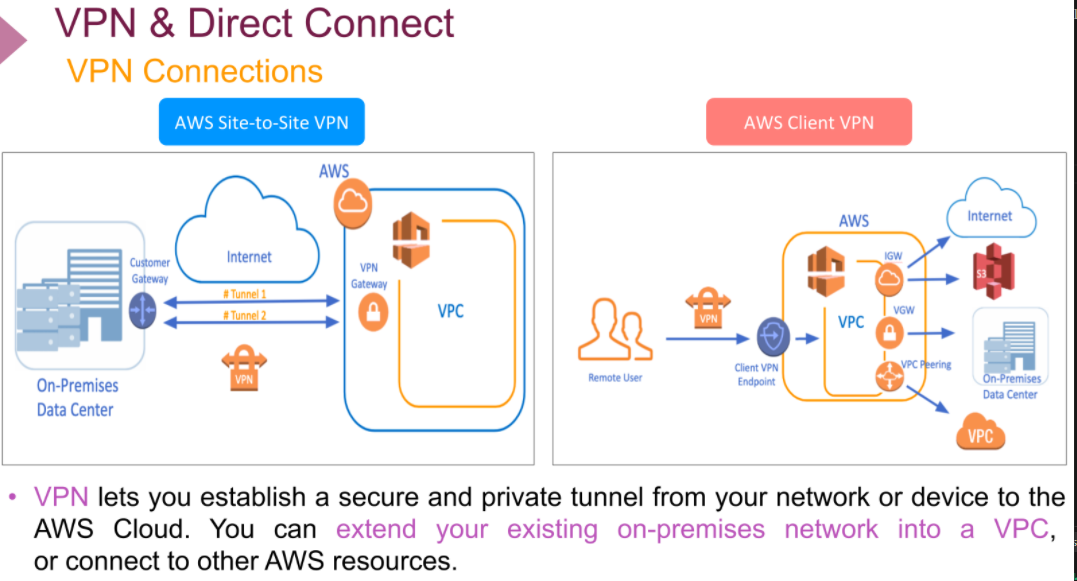 VPN & Direct Connect
VPN Connections
AWS Site-to-Site VPN
AWS
Internet
Customer
Gateway
# Tunnel 1
# Tunnel 2
VPN
VPN
Gateway
VPC
On-Premises
Data Center
AWS Client VPN
AWS
Internet
IGW
S3
VGW
VPC
VPC Peering
VPN
Remote User
Client VPN
Endpoint
On-Premises
Data Center
VPC
• VPN lets you establish a secure and private tunnel from your network or device to the
AWS Cloud. You can extend your existing on-premises network into a VPC,
or connect to other AWS resources.